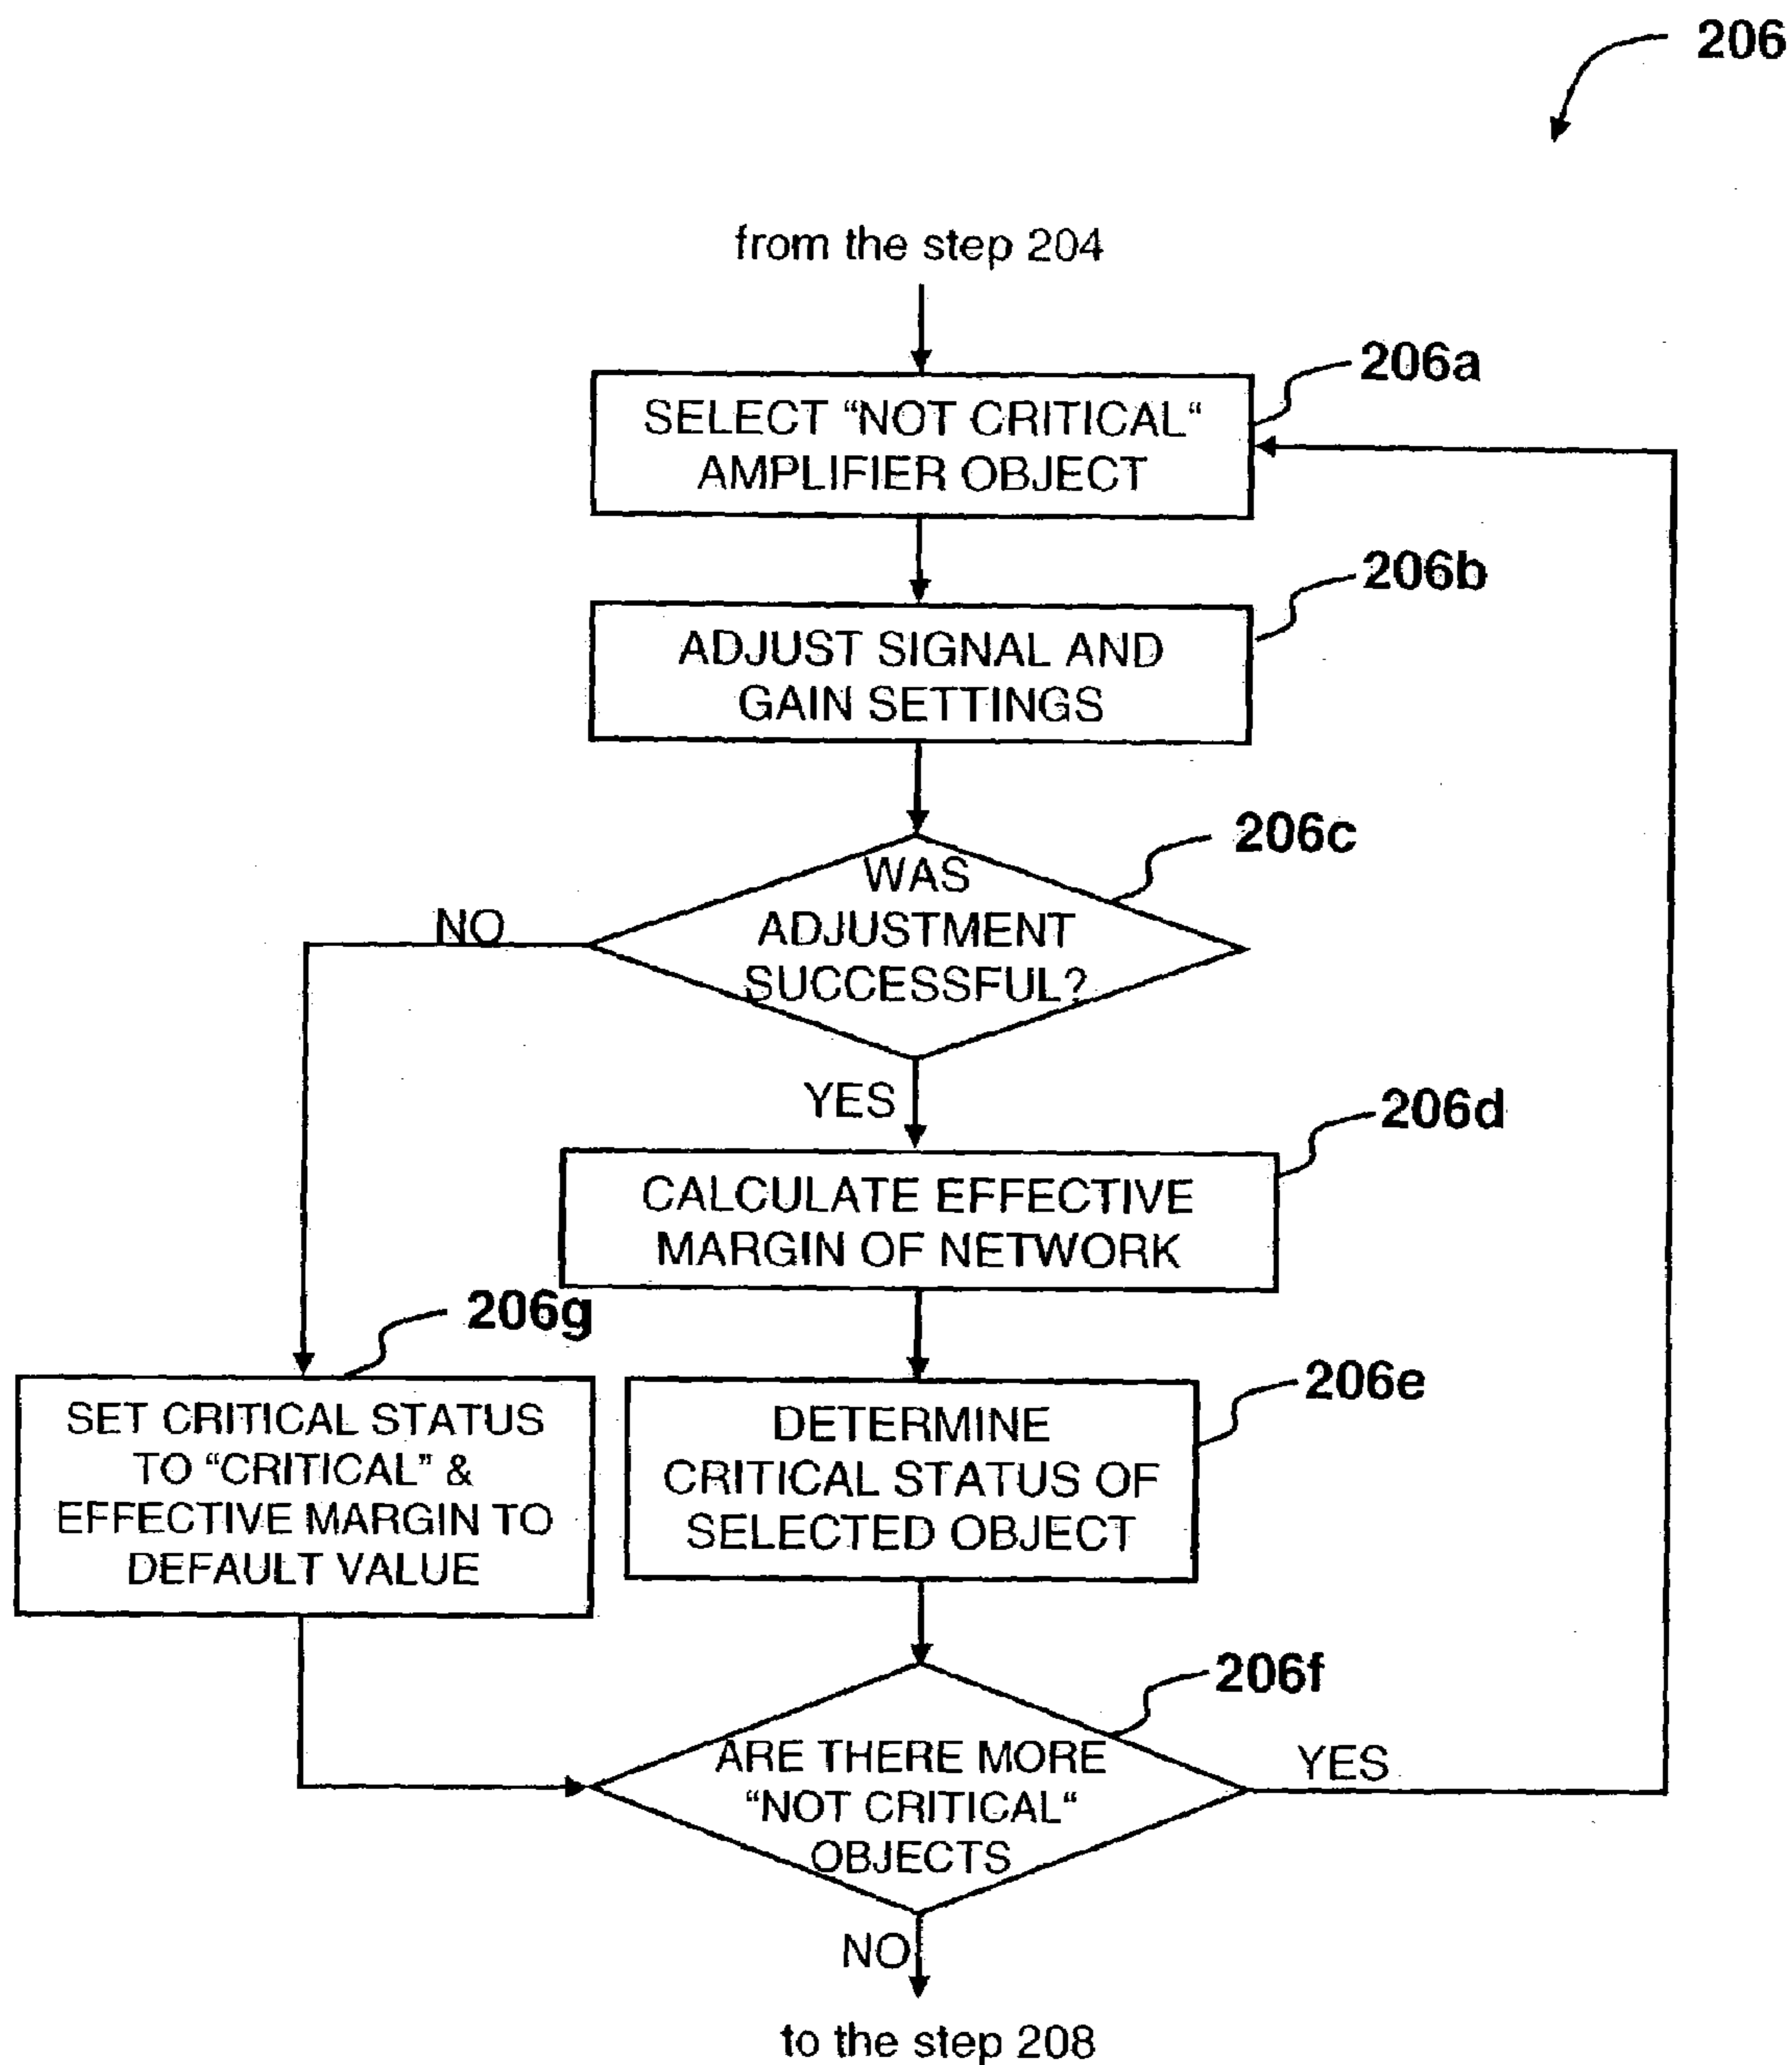 206
from the step 204
206a
SELECT “NOT CRITICAL“
AMPLIFIER OBJECT
206b
ADJUST SIGNAL AND
GAIN SETTINGS
206c
WAS
ADJUSTMENT
SUCCESSFUL?
NO
YES
206d
CALCULATE EFFECTIVE
MARGIN OF NETWORK
206g
SET CRITICAL STATUS
TO “CRITICAL” &
EFFECTIVE MARGIN TO
DEFAULT VALUE
206e
DETERMINE
CRITICAL STATUS OF
SELECTED OBJECT
206f
ARE THERE MORE
“NOT CRITICAL“
OBJECTS
YES
NO
to the step 208